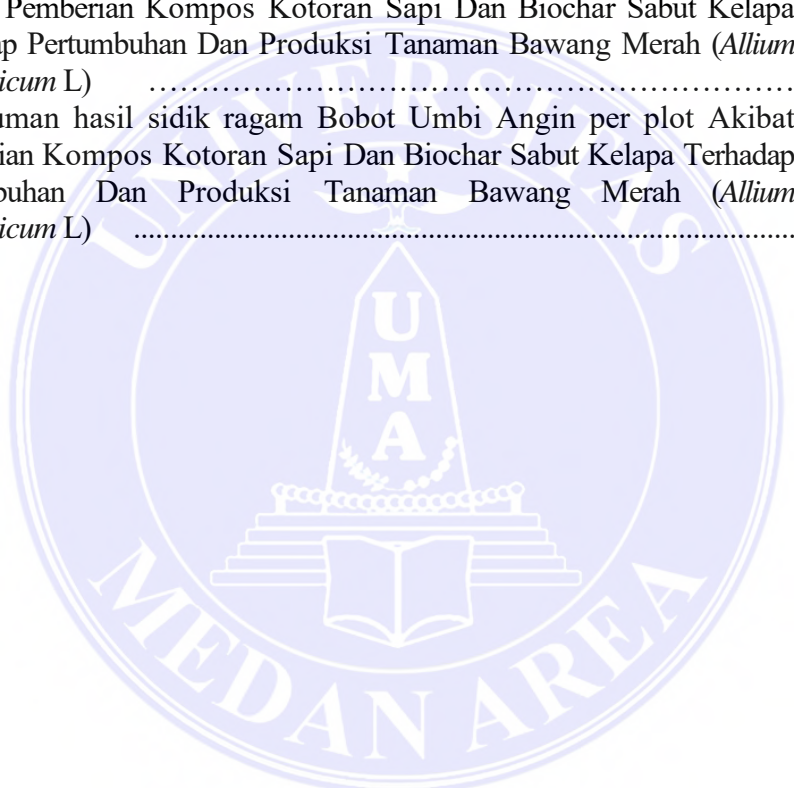 Pemberian Kompos Kotoran Sapi Dan Biochar Sabut Kelapa
ap Pertumbuhan Dan Produksi Tanaman Bawang Merah (Allium
icum L) ……………………………………………………
uman hasil sidik ragam Bobot Umbi Angin per plot Akibat
ian Kompos Kotoran Sapi Dan Biochar Sabut Kelapa Terhadap
buhan Dan Produksi Tanaman Bawang Merah (Allium
icum L) ..........................................................................................
UNIVERSITAS
UMA
MEDAN AREA